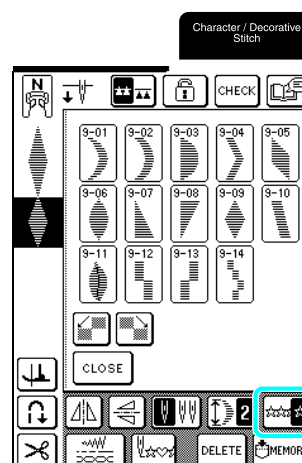 Character / Decorative
Stitch
N
CHECK
9-01 9-02 9-03 9-04 9-05
9-06 9-07 9-08 9-09 9-10
9-11 9-12 9-13 9-14
CLOSE
2
DELETE MEMOR